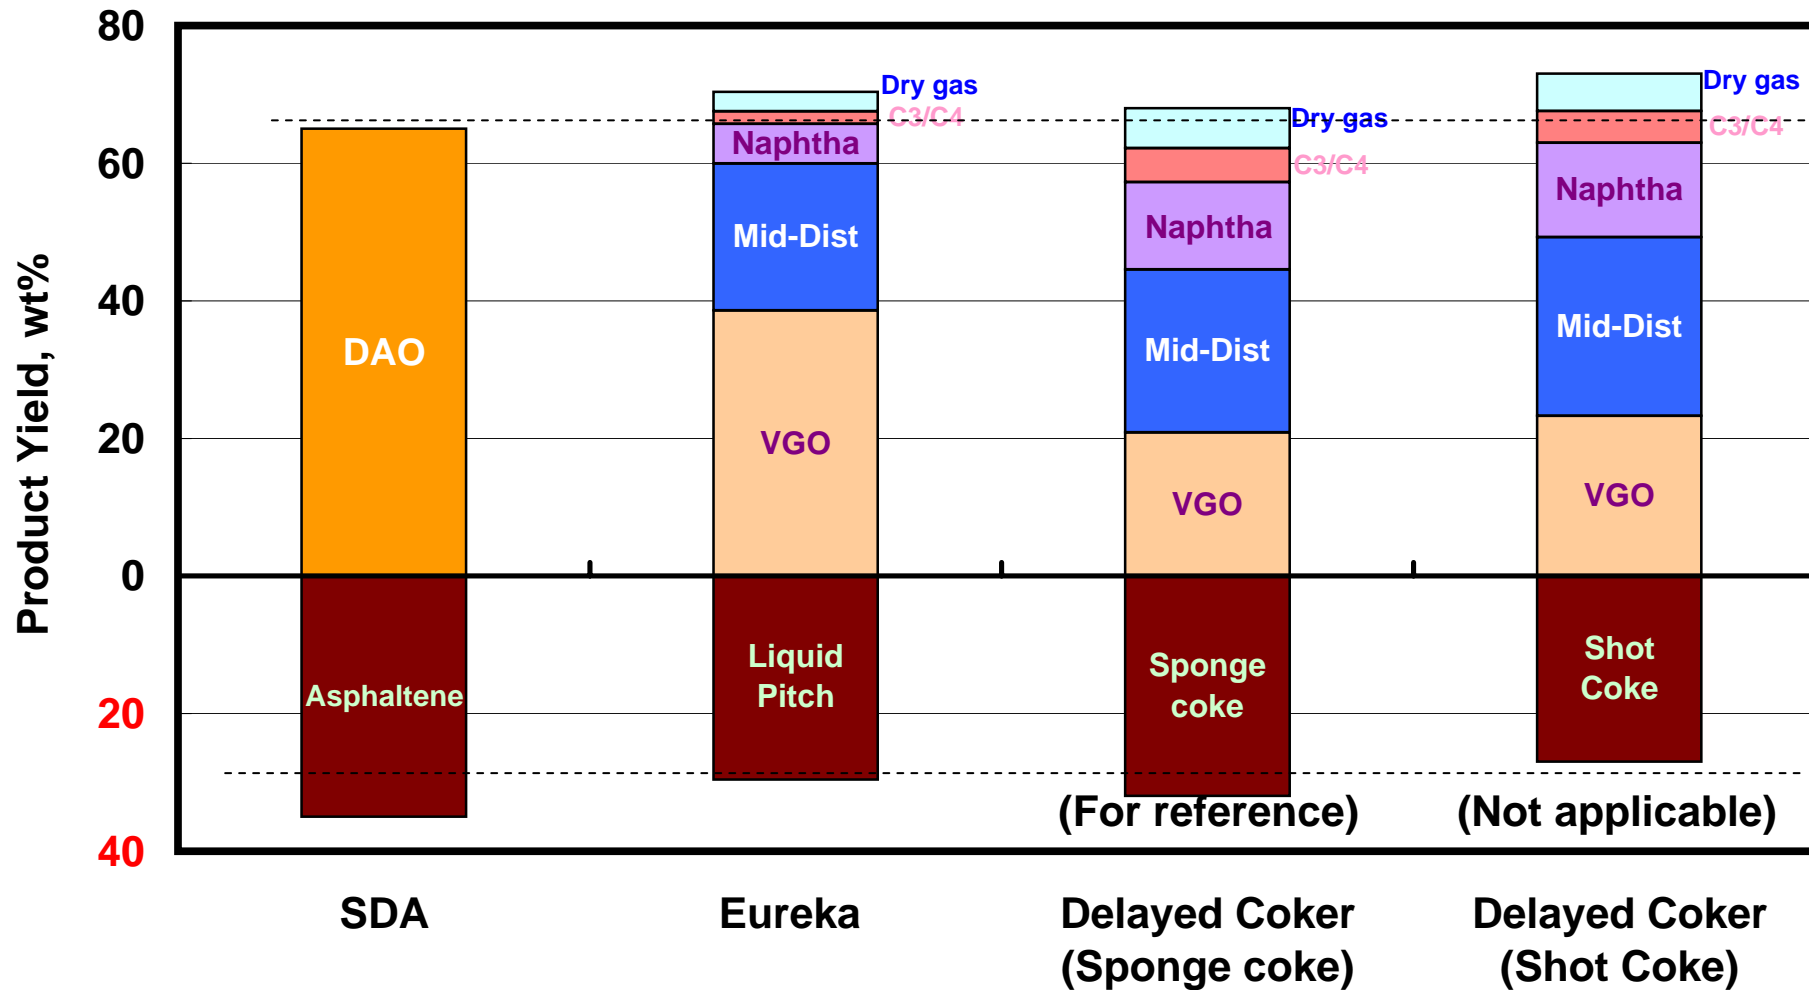 Product Yield, wt%
80
60
40
20
0
20
40
DAO
Asphaltene
Dry gas
C3/C4
Naphtha
Mid-Dist
VGO
Liquid
Pitch
Dry gas
C3/C4
Naphtha
Mid-Dist
VGO
Sponge
coke
(For reference)
Dry gas
C3/C4
Naphtha
Mid-Dist
VGO
Shot
Coke
(Not applicable)
SDA
Eureka
Delayed Coker
(Sponge coke)
Delayed Coker
(Shot Coke)